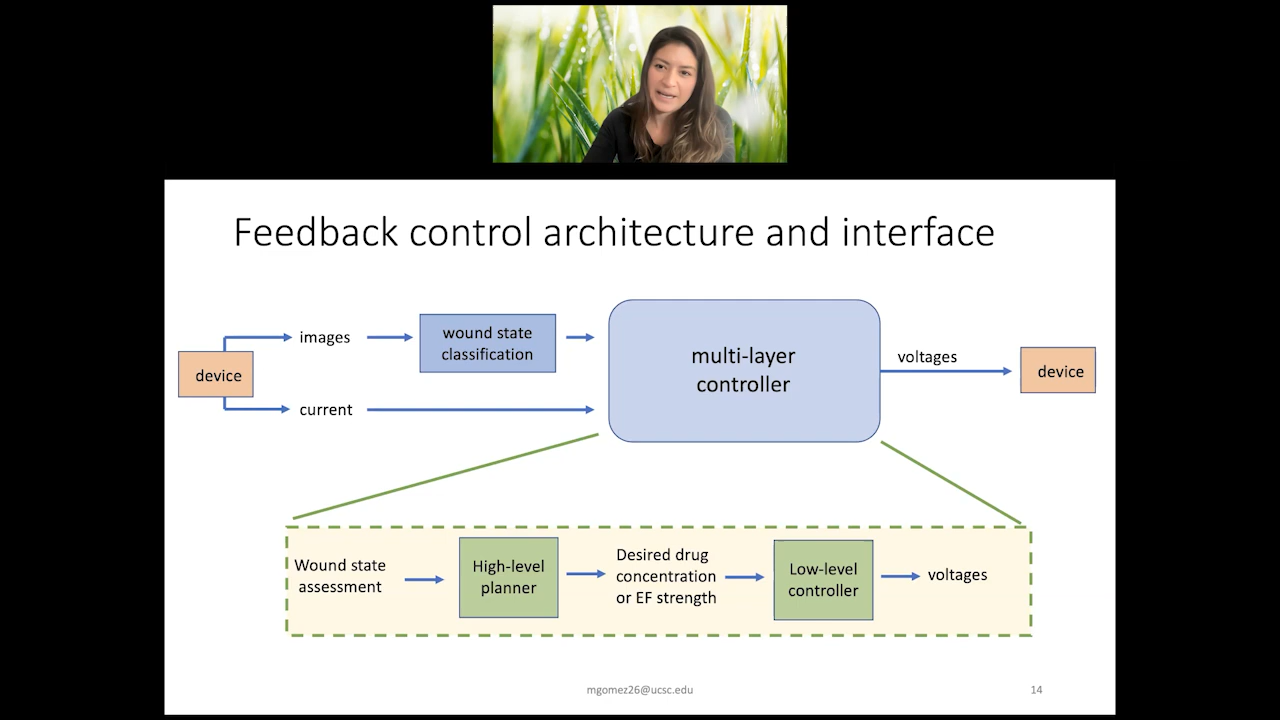 Feedback control architecture and interface
device
images
current
wound state
classification
multi-layer
controller
voltages
device
Wound state
assessment
High-level
planner
Desired drug
concentration
or EF strength
Low-level
controller
voltages
mgomez26@ucsc.edu
14